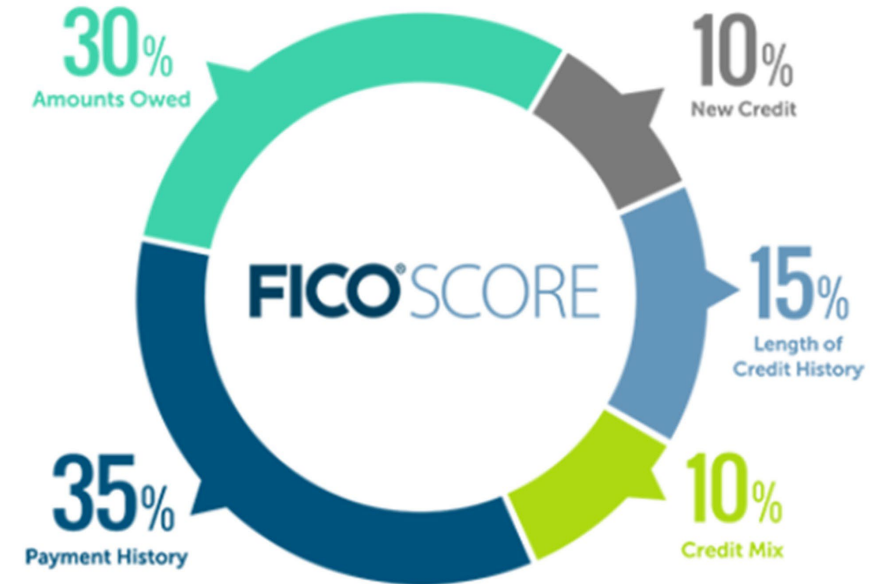 30%
Amounts Owed
10%
New Credit
FICO® SCORE
15%
Length of
Credit History
35%
Payment History
10%
Credit Mix